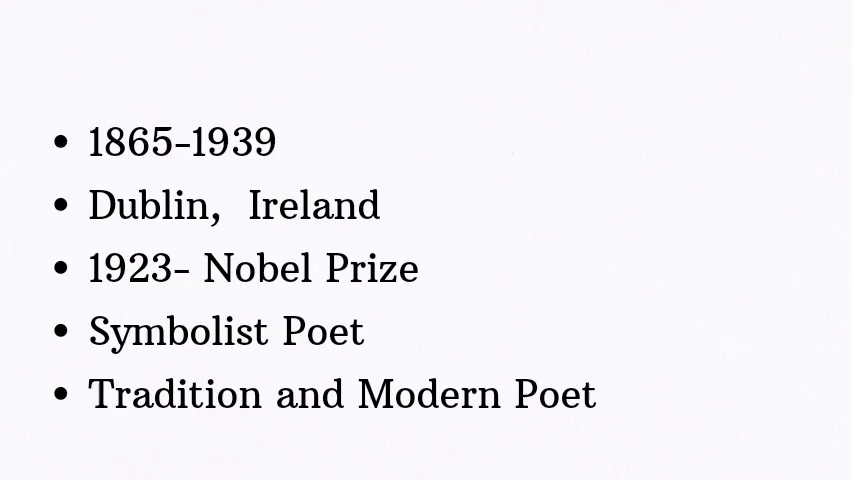 • 1865-1939
• Dublin,  Ireland
• 1923- Nobel Prize
• Symbolist Poet
• Tradition and Modern Poet